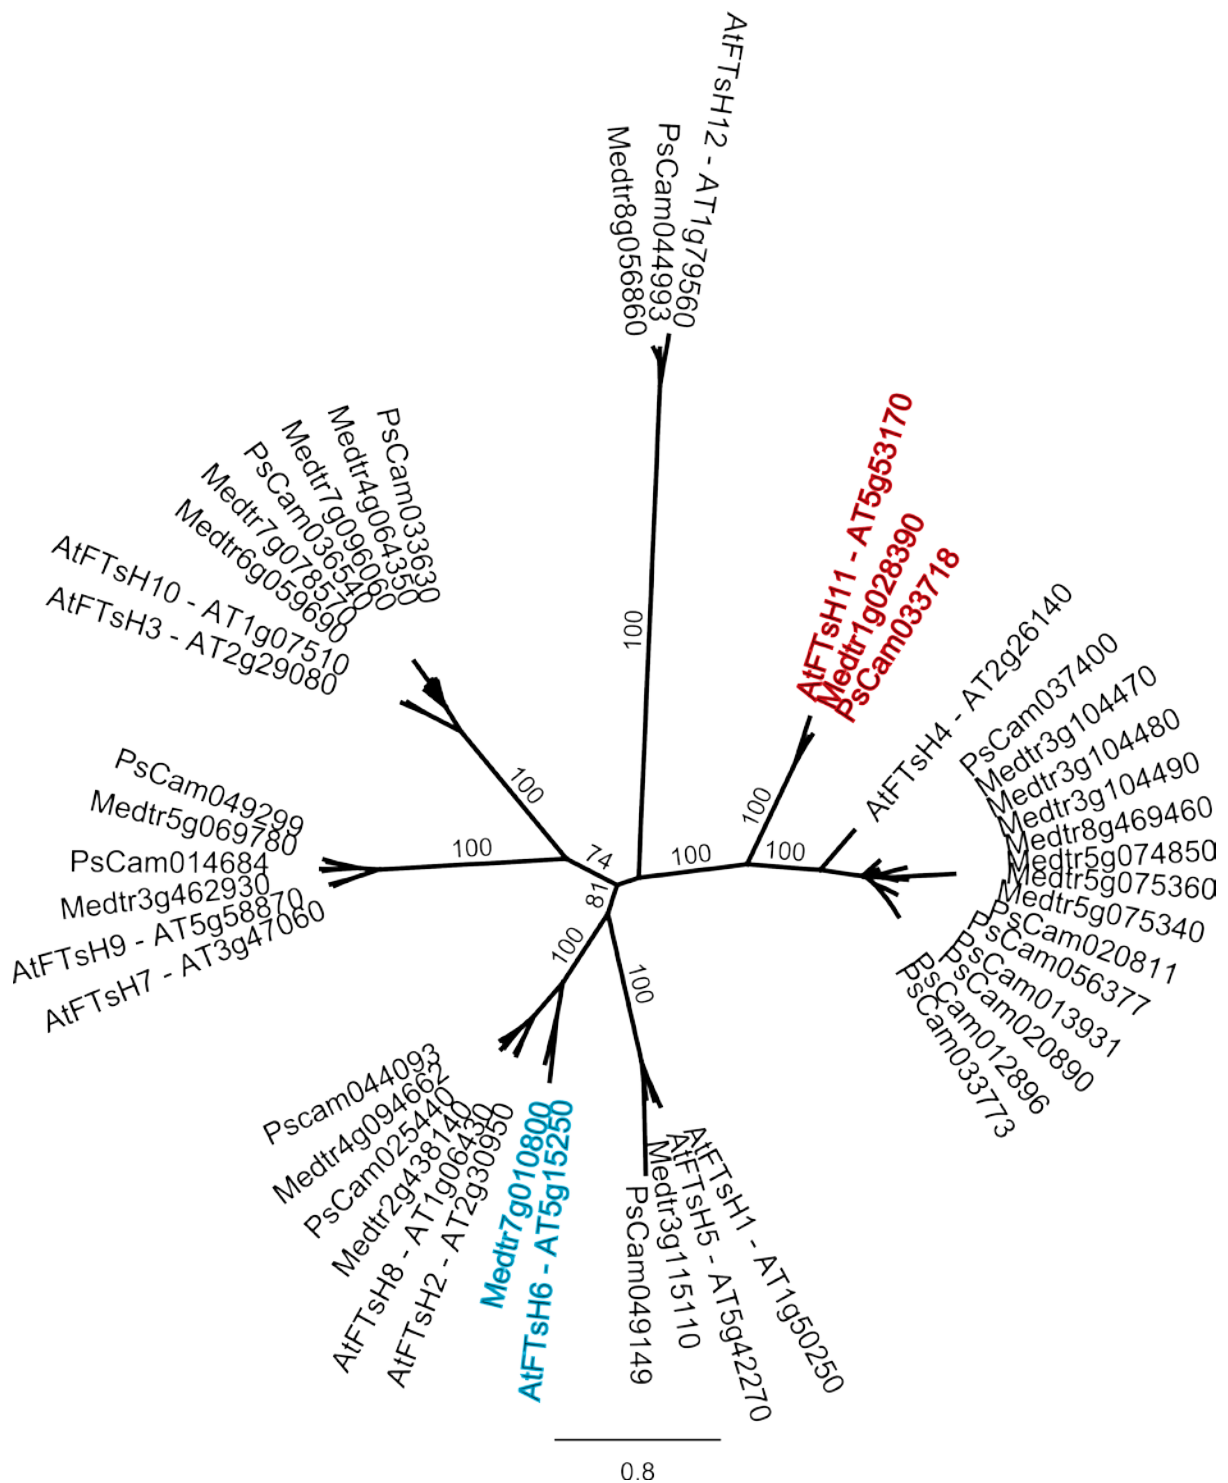 AtFTsH12 - AT1g79560
PsCam044993
Medtr8g056860
AtFTsH11 - AT5g53170
Medtr1g028390
PsCam033718
AtFTsH4 - AT2g26140
PsCam037400
Medtr3g104470
Medtr3g104480
Medtr3g104490
Medtr8g469460
Medtr5g074850
Medtr5g075360
Medtr5g075340
PsCam020811
PsCam056377
PsCam013931
PsCam020890
PsCam012896
PsCam033773
AtFTsH1 - AT1g50250
AtFTsH5 - AT5g42270
Medtr3g115110
PsCam049149
AtFTsH6 - AT5g15250
Medtr7g010800
AtFTsH2 - AT2g30950
AtFTsH8 - AT1g06430
Medtr2g438140
PsCam025440
Medtr4g094662
Pscam044093
AtFTsH7 - AT3g47060
AtFTsH9 - AT5g58870
Medtr3g462930
PsCam014684
Medtr5g069780
PsCam049299
AtFTsH3 - AT2g29080
AtFTsH10 - AT1g07510
Medtr6g059690
Medtr7g078570
PsCam036540
Medtr7g096060
Medtr4g064350
PsCam033630
100
100
100
100
100
100
74
81
100
100
0.8